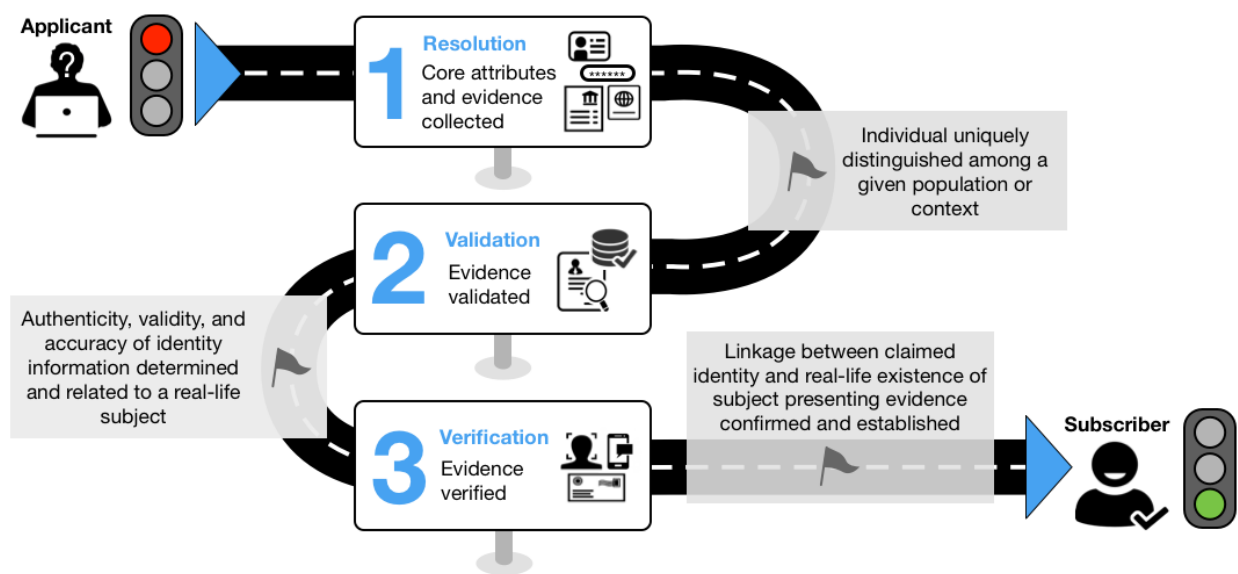 Applicant
?
1
Resolution
Core attributes
and evidence
collected
******
Individual uniquely
distinguished among a
given population or
context
2
Validation
Evidence
validated
Authenticity, validity, and
accuracy of identity
information determined
and related to a real-life
subject
3
Verification
Evidence
verified
Linkage between claimed
identity and real-life existence of
subject presenting evidence
confirmed and established
Subscriber